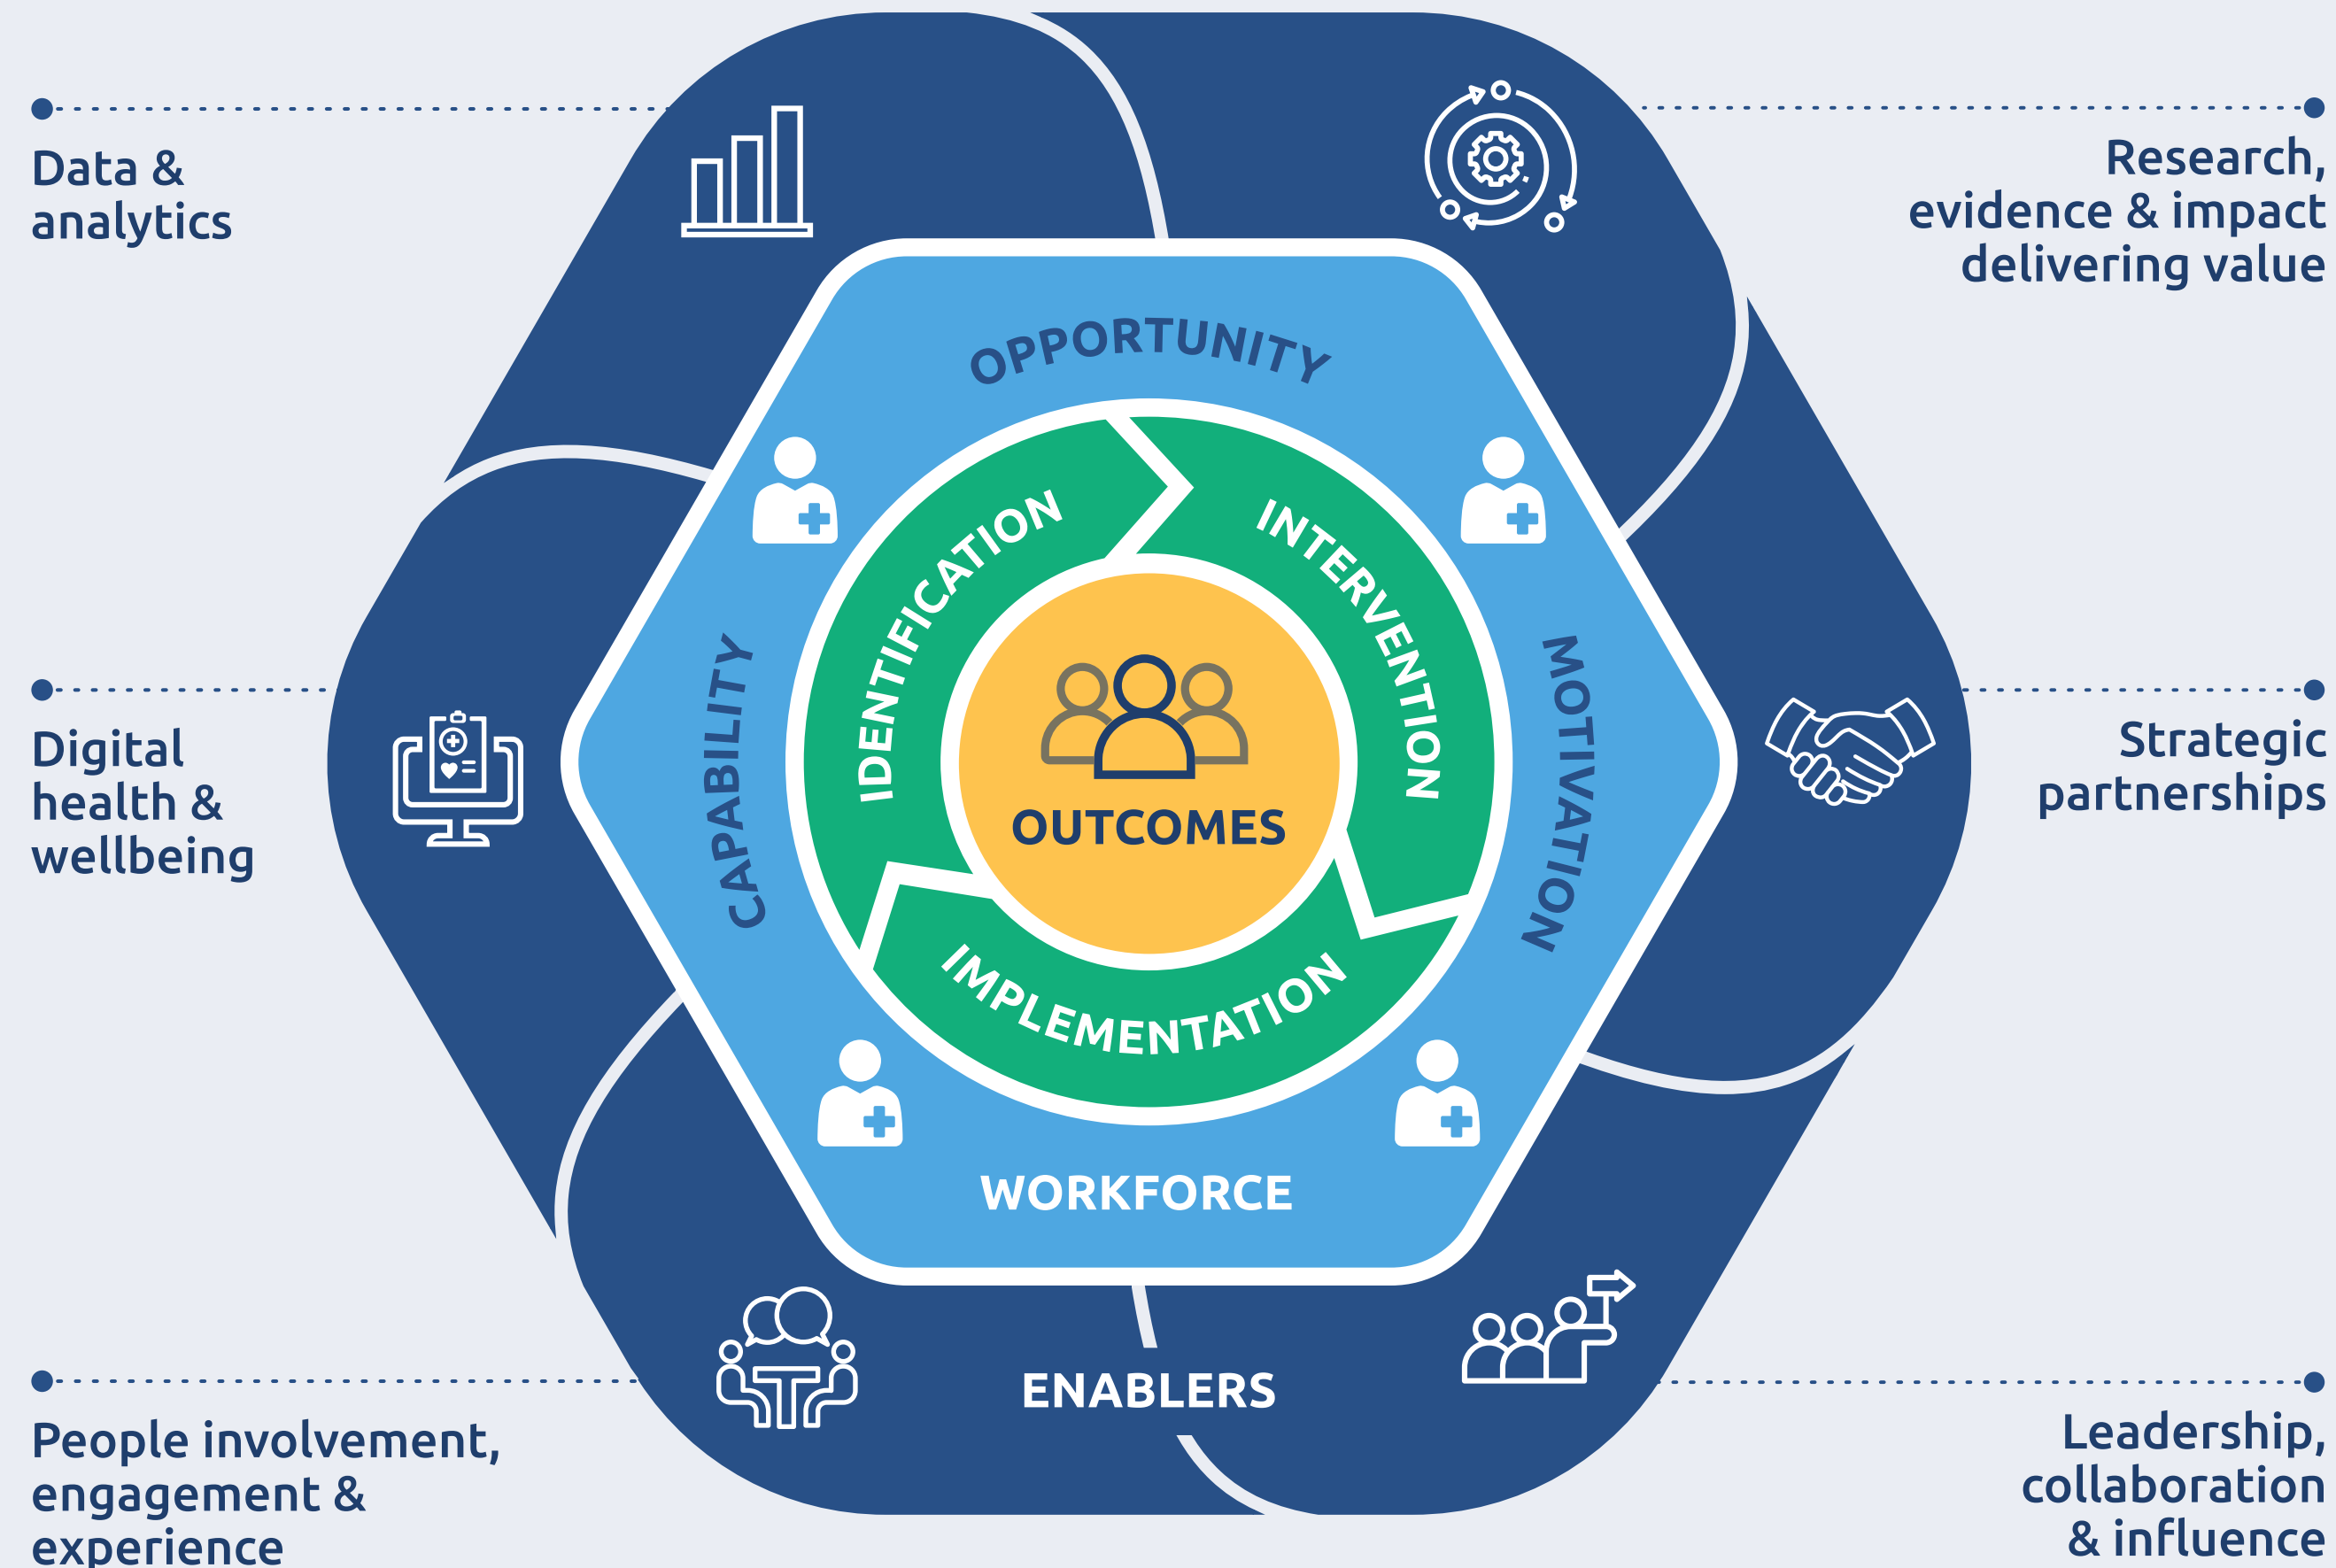 Data &
analytics
Research,
evidence & impact
delivering value
OPPORTUNITY
IDENTIFICATION
INTERVENTION
CAPABILITY
MOTIVATION
OUTCOMES
Digital
health &
wellbeing
Strategic
partnerships
IMPLEMENTATION
WORKFORCE
ENABLERS
People involvement,
engagement &
experience
Leadership,
collaboration
& influence